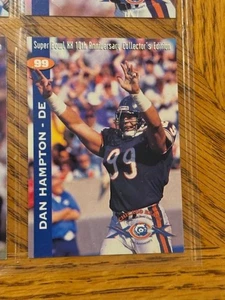 Super Bowl XX 10th Anniversary Collector's Edition
99
DAN HAMPTON - DE
99